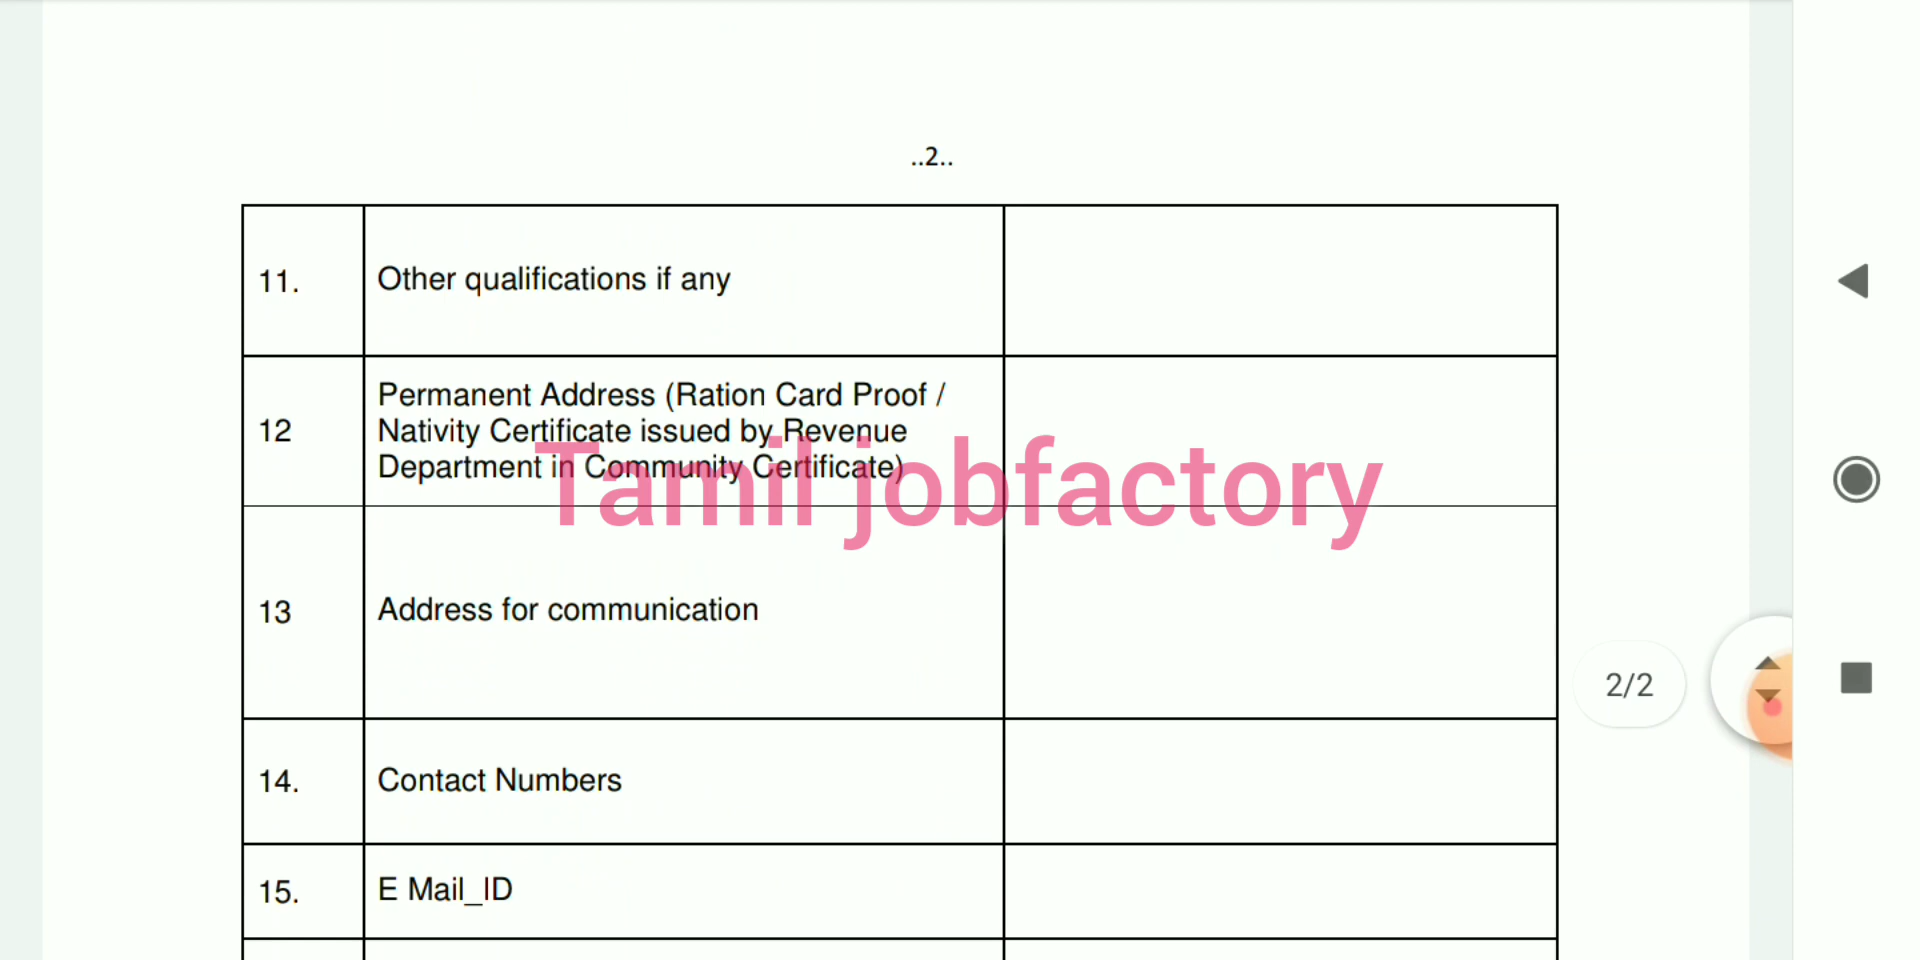 ..2..
11.
Other qualifications if any
12
Permanent Address (Ration Card Proof /
Nativity Certificate issued by Revenue
Department in Community Certificate)
Tamil jobfactory
13
Address for communication
2/2
14.
Contact Numbers
15.
E Mail_ID